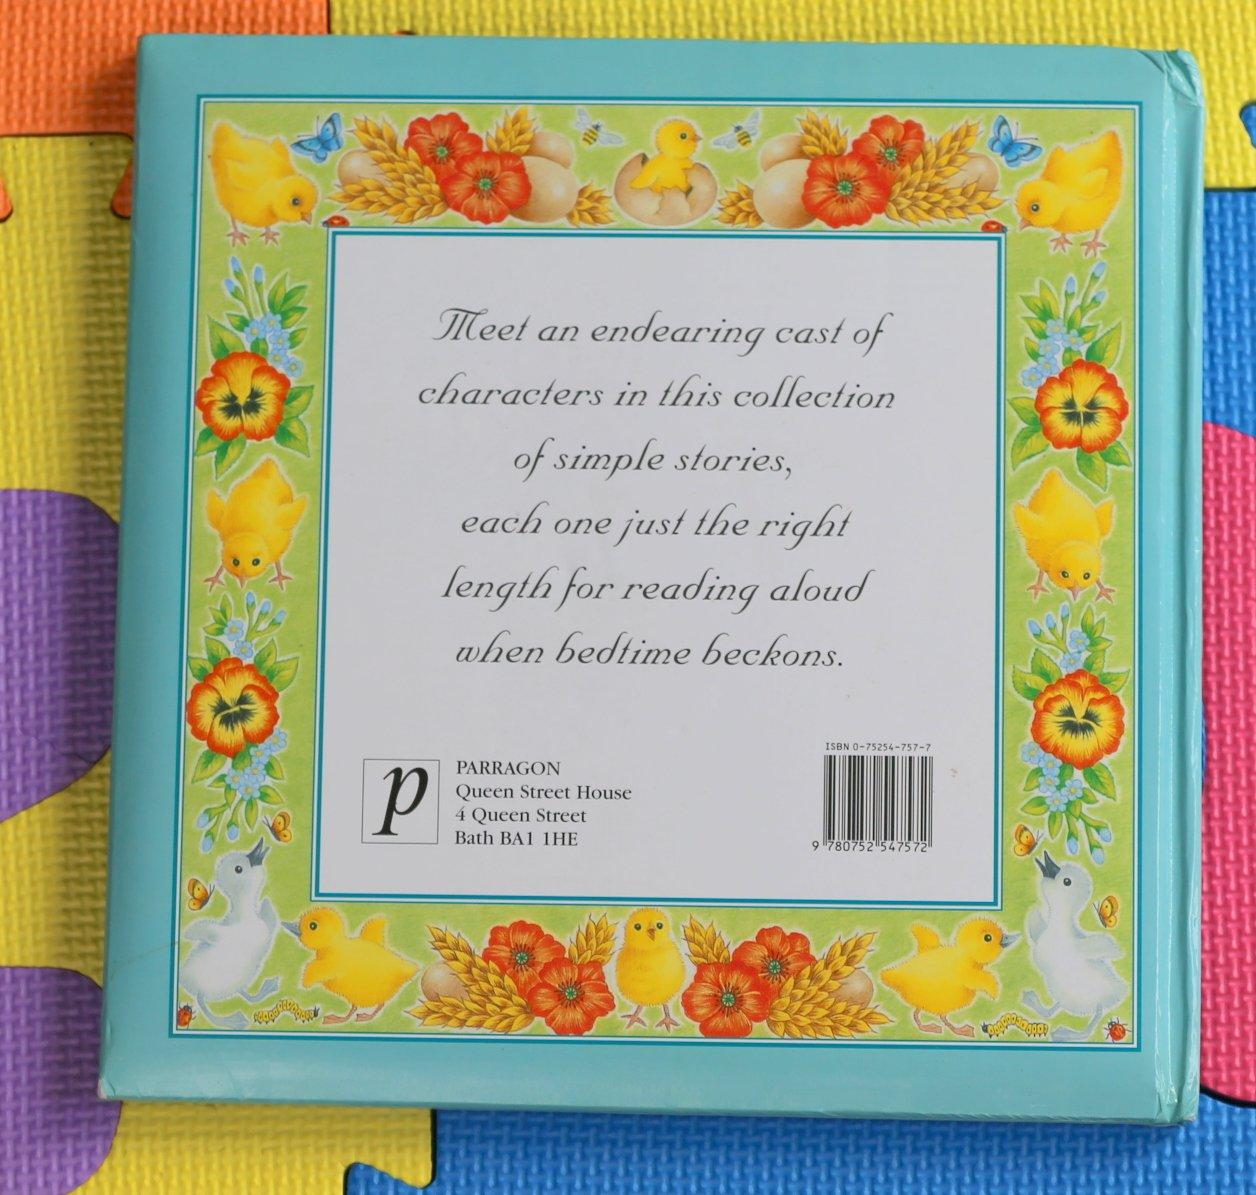 Meet an endearing cast of
characters in this collection
of simple stories,
each one just the right
length for reading aloud
when bedtime beckons.
p
PARRAGON
Queen Street House
4 Queen Street
Bath BA1 1HE
ISBN 0-75254-757-7
9 780752 547572